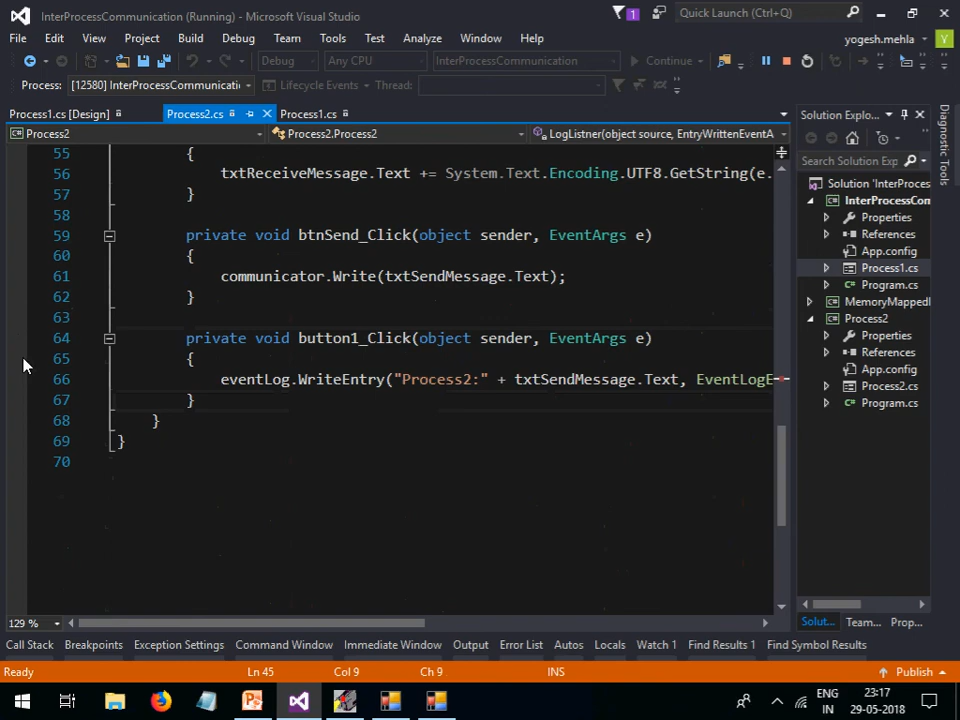 InterProcessCommunication (Running) - Microsoft Visual Studio
1
Quick Launch (Ctrl+Q)
File Edit View Project Build Debug Team Tools Test Analyze Window Help
yogesh.mehla Y
Debug Any CPU InterProcessCommunication Continue
Process: [12580] InterProcessCommunicati Lifecycle Events Thread:
Process1.cs [Design] Process2.cs Process1.cs
Process2 Process2.Process2 LogListner(object source, EntryWrittenEventA
55 {
56 txtReceiveMessage.Text += System.Text.Encoding.UTF8.GetString(e.
57 }
58
59 private void btnSend_Click(object sender, EventArgs e)
60 {
61 communicator.Write(txtSendMessage.Text);
62 }
63
64 private void button1_Click(object sender, EventArgs e)
65 {
66 eventLog.WriteEntry("Process2:" + txtSendMessage.Text, EventLogE
67 }
68 }
69 }
70
129 %
Solution Explorer
Search Solution Exp
Solution 'InterProces
InterProcessCom
Properties
References
App.config
Process1.cs
Program.cs
MemoryMapped
Process2
Properties
References
App.config
Process2.cs
Program.cs
Solut... Team... Prop...
Diagnostic Tools
Call Stack Breakpoints Exception Settings Command Window Immediate Window Output Error List Autos Locals Watch 1 Find Results 1 Find Symbol Results
Ready Ln 45 Col 9 Ch 9 INS Publish
ENG
IN
23:17
29-05-2018